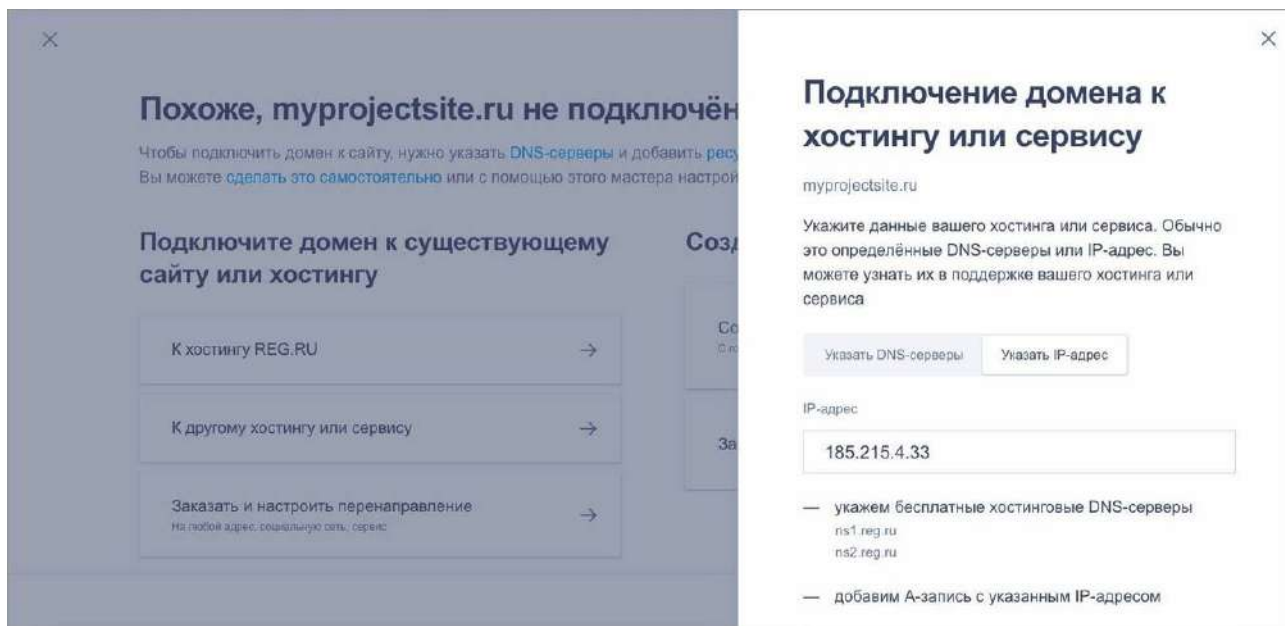 Похоже, myprojectsite.ru не подключён
Чтобы подключить домен к сайту, нужно указать DNS-серверы и добавить ресу
Вы можете сделать это самостоятельно или с помощью этого мастера настрой
Подключите домен к существующему
сайту или хостингу
К хостингу REG.RU
К другому хостингу или сервису
Заказать и настроить перенаправление
На любой адрес, социальную сеть, сервис
Созд
Со
За
Подключение домена к
хостингу или сервису
myprojectsite.ru
Укажите данные вашего хостинга или сервиса. Обычно
это определённые DNS-серверы или IP-адрес. Вы
можете узнать их в поддержке вашего хостинга или
сервиса
Указать DNS-серверы
Указать IP-адрес
IP-адрес
185.215.4.33
— укажем бесплатные хостинговые DNS-серверы
ns1.reg.ru
ns2.reg.ru
— добавим А-запись с указанным IP-адресом